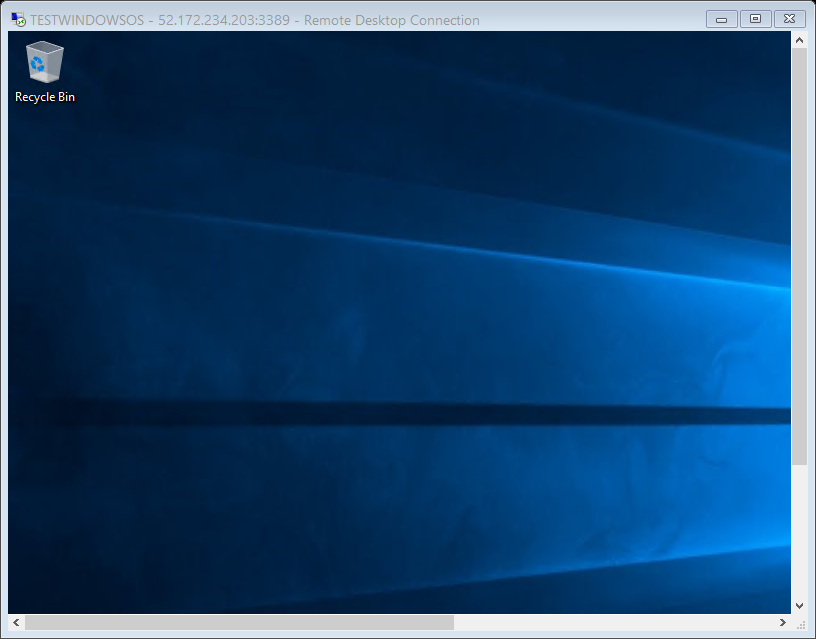 TESTWINDOWSOS - 52.172.234.203:3389 - Remote Desktop Connection
Recycle Bin